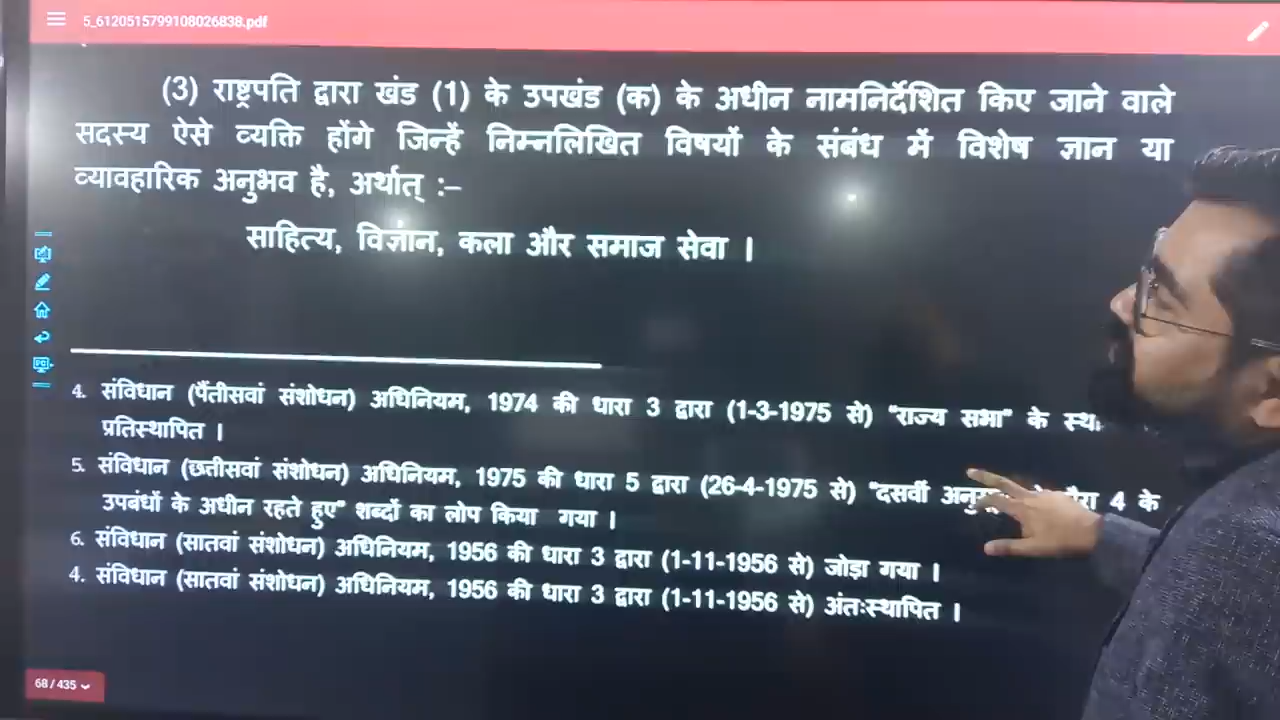 5_6120515799108026838.pdf
(3) राष्ट्रपति द्वारा खंड (1) के उपखंड (क) के अधीन नामनिर्देशित किए जाने वाले
सदस्य ऐसे व्यक्ति होंगे जिन्हें निम्नलिखित विषयों के संबंध में विशेष ज्ञान या
व्यावहारिक अनुभव है, अर्थात् :–
साहित्य, विज्ञान, कला और समाज सेवा ।
4. संविधान (पैंतीसवां संशोधन) अधिनियम, 1974 की धारा 3 द्वारा (1-3-1975 से) "राज्य सभा" के
प्रतिस्थापित ।
5. संविधान (छत्तीसवां संशोधन) अधिनियम, 1975 की धारा 5 द्वारा (26-4-1975 से) "दसवीं 4 के
उपबंधों के अधीन रहते हुए" शब्दों का लोप किया गया ।
6. संविधान (सातवां संशोधन) अधिनियम, 1956 की धारा 3 द्वारा (1-11-1956 से) जोड़ा गया ।
4. संविधान (सातवां संशोधन) अधिनियम, 1956 की धारा 3 द्वारा (1-11-1956 से) अंतःस्थापित ।
68 / 435